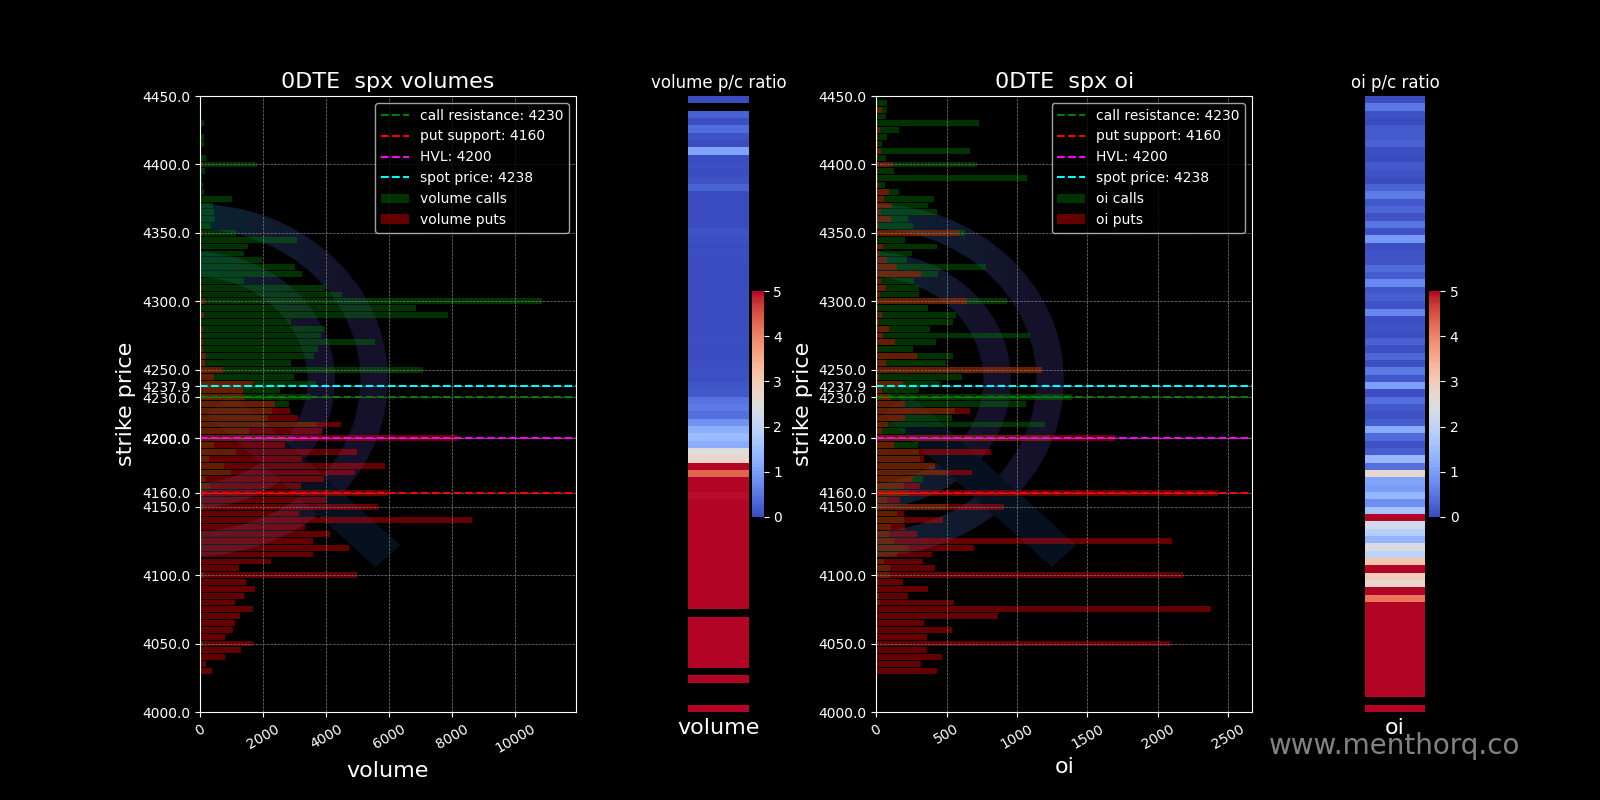 0DTE  spx volumes
volume p/c ratio
0DTE  spx oi
oi p/c ratio
4450.0
4400.0
4350.0
4300.0
4250.0
4237.9
4230.0
4200.0
4160.0
4150.0
4100.0
4050.0
4000.0
strike price
call resistance: 4230
put support: 4160
HVL: 4200
spot price: 4238
volume calls
volume puts
0
2000
4000
6000
8000
10000
volume
5
4
3
2
1
0
volume
4450.0
4400.0
4350.0
4300.0
4250.0
4237.9
4230.0
4200.0
4160.0
4150.0
4100.0
4050.0
4000.0
strike price
call resistance: 4230
put support: 4160
HVL: 4200
spot price: 4238
oi calls
oi puts
0
500
1000
1500
2000
2500
oi
5
4
3
2
1
0
oi
www.menthorq.co